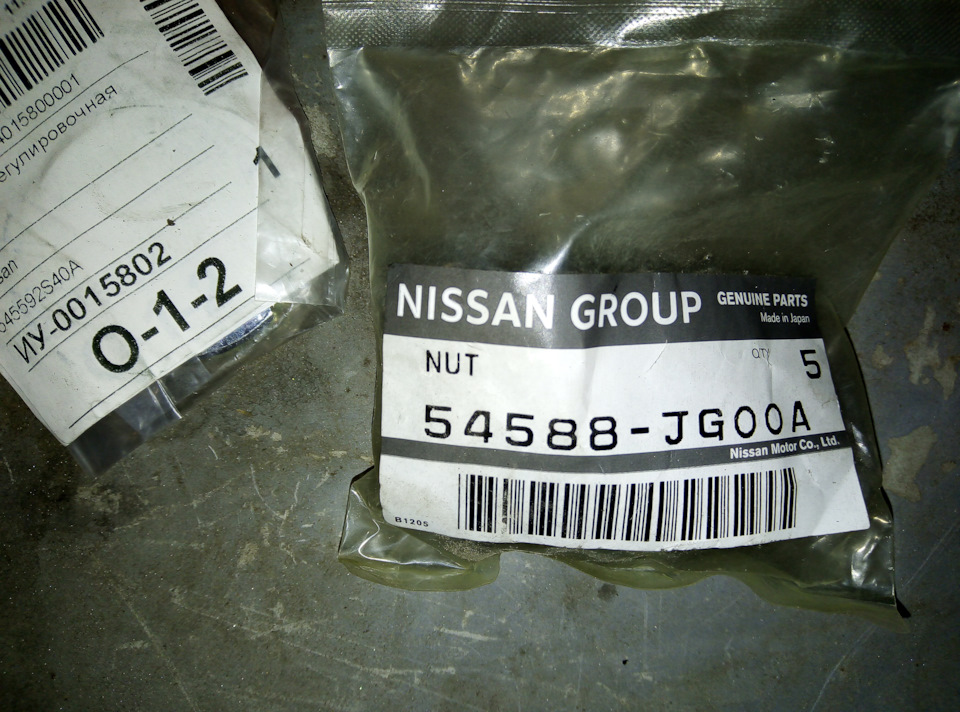 4015800001
егулировочная
san
545592S40A
ИУ-0015802
О-1-2
NISSAN GROUP GENUINE PARTS
Made in Japan
NUT QTY 5
54588-JG00A
Nissan Motor Co., Ltd.
B1205